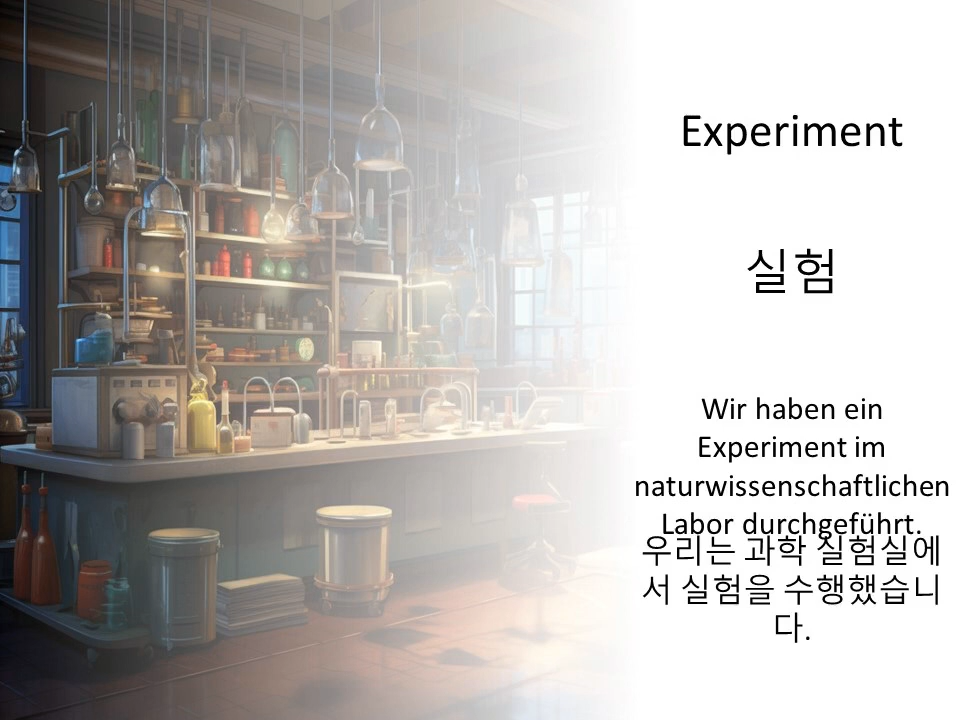 Experiment
실험
Wir haben ein
Experiment im
naturwissenschaftlichen
Labor durchgeführt.
우리는 과학 실험실에
서 실험을 수행했습니
다.